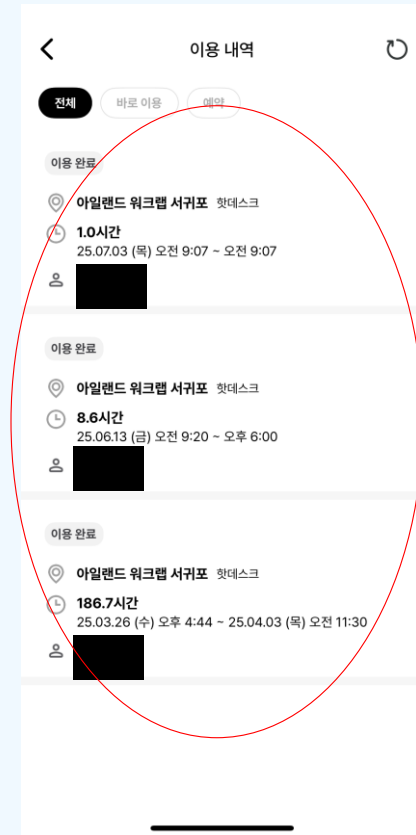 이용 내역
전체 바로 이용 예약
이용 완료
아일랜드 워크랩 서귀포 핫데스크
1.0시간
25.07.03 (목) 오전 9:07 ~ 오전 9:07
이용 완료
아일랜드 워크랩 서귀포 핫데스크
8.6시간
25.06.13 (금) 오전 9:20 ~ 오후 6:00
이용 완료
아일랜드 워크랩 서귀포 핫데스크
186.7시간
25.03.26 (수) 오후 4:44 ~ 25.04.03 (목) 오전 11:30